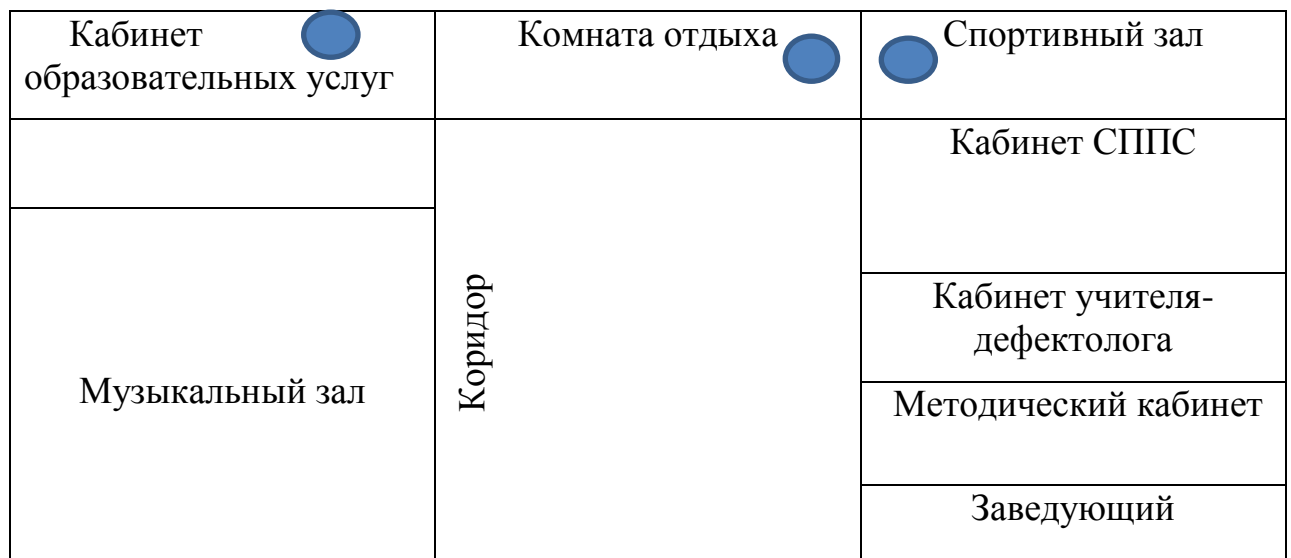 Кабинет
образовательных услуг
Комната отдыха
Спортивный зал
Кабинет СППС
Кабинет учителя-
дефектолога
Музыкальный зал
Коридор
Методический кабинет
Заведующий